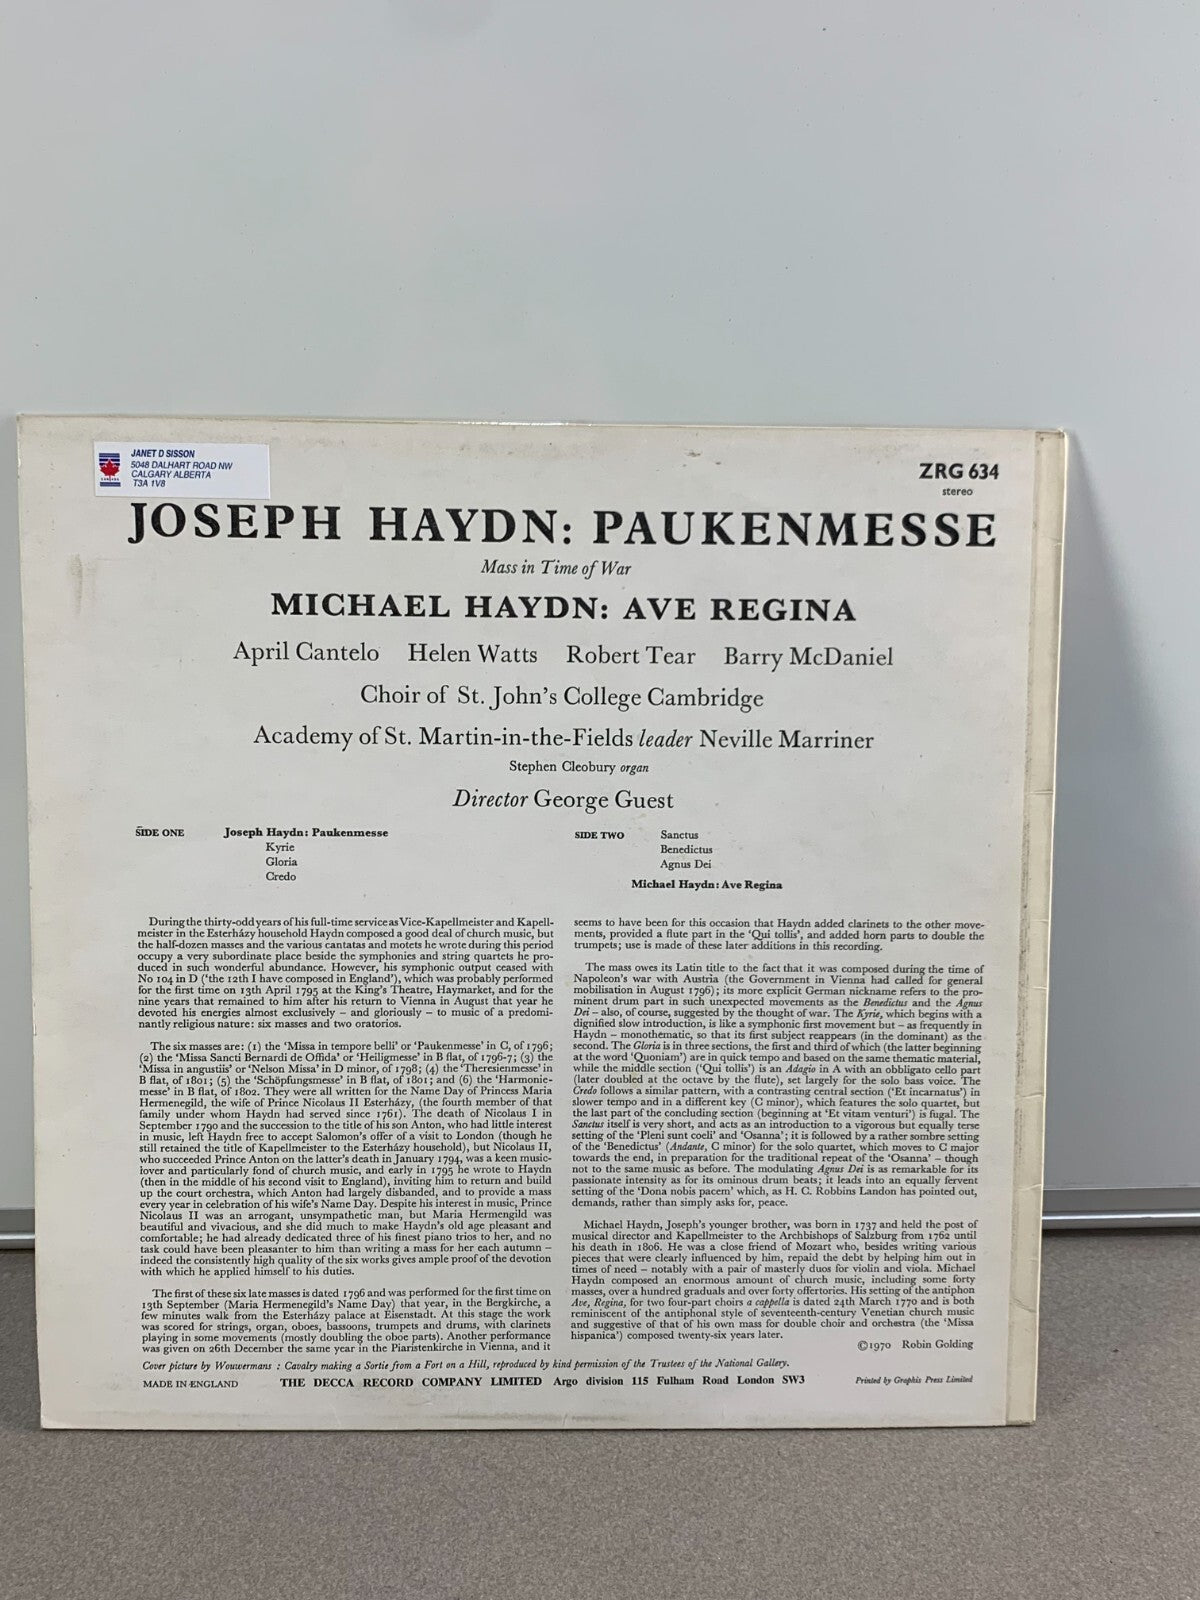 JANET D SISSON
5048 DALHART ROAD NW
CALGARY ALBERTA
T3A 1V8
ZRG 634
stereo
JOSEPH HAYDN: PAUKENMESSE
Mass in Time of War
MICHAEL HAYDN: AVE REGINA
April Cantelo Helen Watts Robert Tear Barry McDaniel
Choir of St. John's College Cambridge
Academy of St. Martin-in-the-Fields leader Neville Marriner
Stephen Cleobury organ
Director George Guest
SIDE ONE Joseph Haydn: Paukenmesse
Kyrie
Gloria
Credo
SIDE TWO Sanctus
Benedictus
Agnus Dei
Michael Haydn: Ave Regina
During the thirty-odd years of his full-time service as Vice-Kapellmeister and Kapell-
meister in the Esterházy household Haydn composed a good deal of church music, but
the half-dozen masses and the various cantatas and motets he wrote during this period
occupy a very subordinate place beside the symphonies and string quartets he pro-
duced in such wonderful abundance. However, his symphonic output ceased with
No 104 in D ('the 12th I have composed in England'), which was probably performed
for the first time on 13th April 1795 at the King's Theatre, Haymarket, and for the
nine years that remained to him after his return to Vienna in August that year he
devoted his energies almost exclusively – and gloriously – to music of a predomi-
nantly religious nature: six masses and two oratorios.
The six masses are: (1) the 'Missa in tempore belli' or 'Paukenmesse' in C, of 1796;
(2) the 'Missa Sancti Bernardi de Offida' or 'Heiligmesse' in B flat, of 1796-7; (3) the
'Missa in angustiis' or 'Nelson Missa' in D minor, of 1798; (4) the 'Theresienmesse' in
B flat, of 1801; (5) the 'Schöpfungsmesse' in B flat, of 1801; and (6) the 'Harmonie-
messe' in B flat, of 1802. They were all written for the Name Day of Princess Maria
Hermenegild, the wife of Prince Nicolaus II Esterházy, (the fourth member of that
family under whom Haydn had served since 1761). The death of Nicolaus I in
September 1790 and the succession to the title of his son Anton, who had little interest
in music, left Haydn free to accept Salomon's offer of a visit to London (though he
still retained the title of Kapellmeister to the Esterházy household), but Nicolaus II,
who succeeded Prince Anton on the latter's death in January 1794, was a keen music-
lover and particularly fond of church music, and early in 1795 he wrote to Haydn
(then in the middle of his second visit to England), inviting him to return and build
up the court orchestra, which Anton had largely disbanded, and to provide a mass
every year in celebration of his wife's Name Day. Despite his interest in music, Prince
Nicolaus II was an arrogant, unsympathetic man, but Maria Hermengild was
beautiful and vivacious, and she did much to make Haydn's old age pleasant and
comfortable; he had already dedicated three of his finest piano trios to her, and no
task could have been pleasanter to him than writing a mass for her each autumn –
indeed the consistently high quality of the six works gives ample proof of the devotion
with which he applied himself to his duties.
The first of these six late masses is dated 1796 and was performed for the first time on
13th September (Maria Hermengild's Name Day) that year, in the Bergkirche, a
few minutes walk from the Esterházy palace at Eisenstadt. At this stage the work
was scored for strings, organ, oboes, bassoons, trumpets and drums, with clarinets
playing in some movements (mostly doubling the oboe parts). Another performance
was given on 26th December the same year in the Piaristenkirche in Vienna, and it
seems to have been for this occasion that Haydn added clarinets to the other move-
ments, provided a flute part in the 'Qui tollis', and added horn parts to double the
trumpets; use is made of these later additions in this recording.
The mass owes its Latin title to the fact that it was composed during the time of
Napoleon's war with Austria (the Government in Vienna had called for general
mobilisation in August 1796); its more explicit German nickname refers to the pro-
minent drum part in such unexpected movements as the Benedictus and the Agnus
Dei – also, of course, suggested by the thought of war. The Kyrie, which begins with a
dignified slow introduction, is like a symphonic first movement but – as frequently in
Haydn – monothematic, so that its first subject reappears (in the dominant) as the
second. The Gloria is in three sections, the first and third of which (the latter beginning
at the word 'Quoniam') are in quick tempo and based on the same thematic material,
while the middle section ('Qui tollis') is an Adagio in A with an obbligato cello part
(later doubled at the octave by the flute), set largely for the solo bass voice. The
Credo follows a similar pattern, with a contrasting central section ('Et incarnatus') in
slower tempo and in a different key (C minor), which features the solo quartet, but
the last part of the concluding section (beginning at 'Et vitam venturi') is fugal. The
Sanctus itself is very short, and acts as an introduction to a vigorous but equally terse
setting of the 'Pleni sunt coeli' and 'Osanna'; it is followed by a rather sombre setting
of the 'Benedictus' (Andante, C minor) for the solo quartet, which moves to C major
towards the end, in preparation for the traditional repeat of the 'Osanna' – though
not to the same music as before. The modulating Agnus Dei is as remarkable for its
passionate intensity as for its ominous drum beats; it leads into an equally fervent
setting of the 'Dona nobis pacem' which, as H. C. Robbins Landon has pointed out,
demands, rather than simply asks for, peace.
Michael Haydn, Joseph's younger brother, was born in 1737 and held the post of
musical director and Kapellmeister to the Archbishops of Salzburg from 1762 until
his death in 1806. He was a close friend of Mozart who, besides writing various
pieces that were clearly influenced by him, repaid the debt by helping him out in
times of need – notably with a pair of masterly duos for violin and viola. Michael
Haydn composed an enormous amount of church music, including some forty
masses, over a hundred graduals and over forty offertories. His setting of the antiphon
Ave, Regina, for two four-part choirs a cappella is dated 24th March 1770 and is both
reminiscent of the antiphonal style of seventeenth-century Venetian church music
and suggestive of that of his own mass for double choir and orchestra (the 'Missa
hispanica') composed twenty-six years later.
©1970 Robin Golding
Cover picture by Wouwermans : Cavalry making a Sortie from a Fort on a Hill, reproduced by kind permission of the Trustees of the National Gallery.
MADE IN ENGLAND THE DECCA RECORD COMPANY LIMITED Argo division 115 Fulham Road London SW3 Printed by Graphis Press Limited